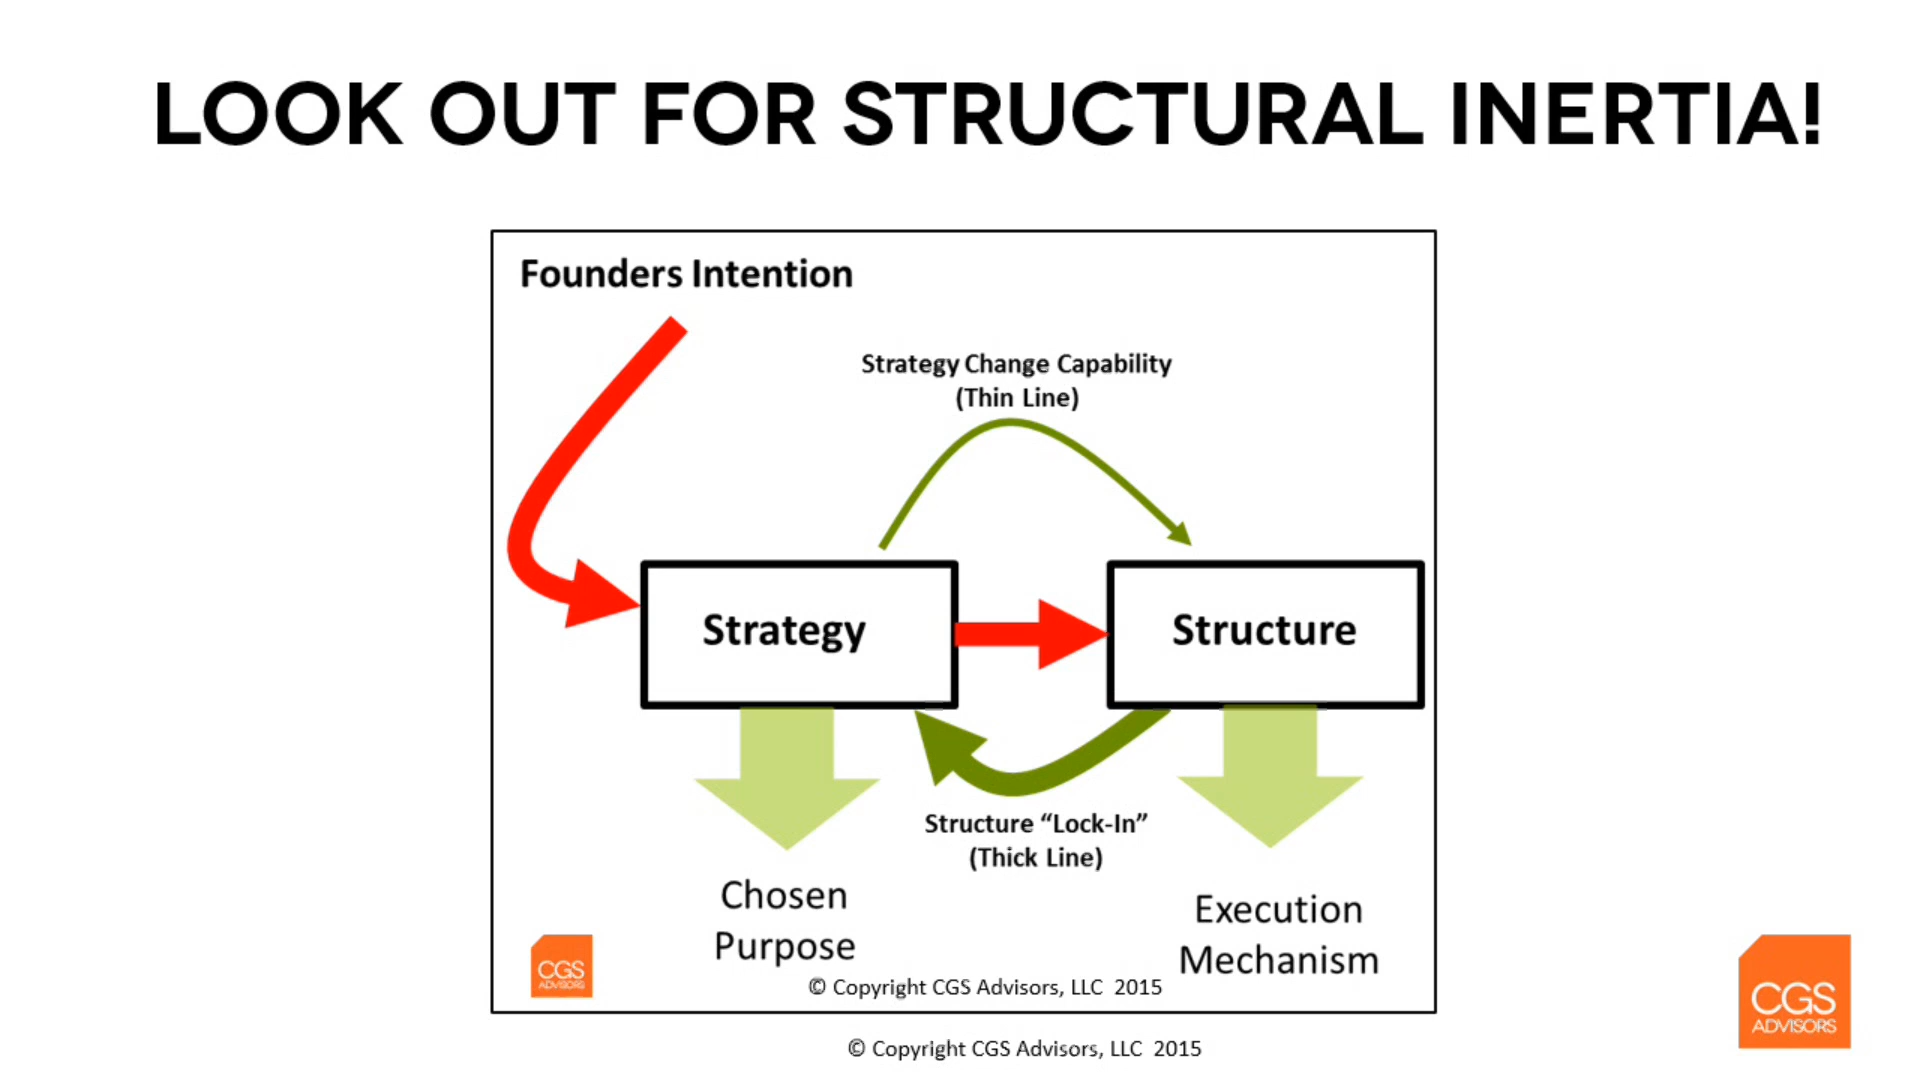 LOOK OUT FOR STRUCTURAL INERTIA!
Founders Intention
Strategy Change Capability
(Thin Line)
Strategy
Structure
Structure “Lock-In”
(Thick Line)
Chosen
Purpose
Execution
Mechanism
CGS
ADVISORS
© Copyright CGS Advisors, LLC 2015
© Copyright CGS Advisors, LLC 2015
CGS
ADVISORS